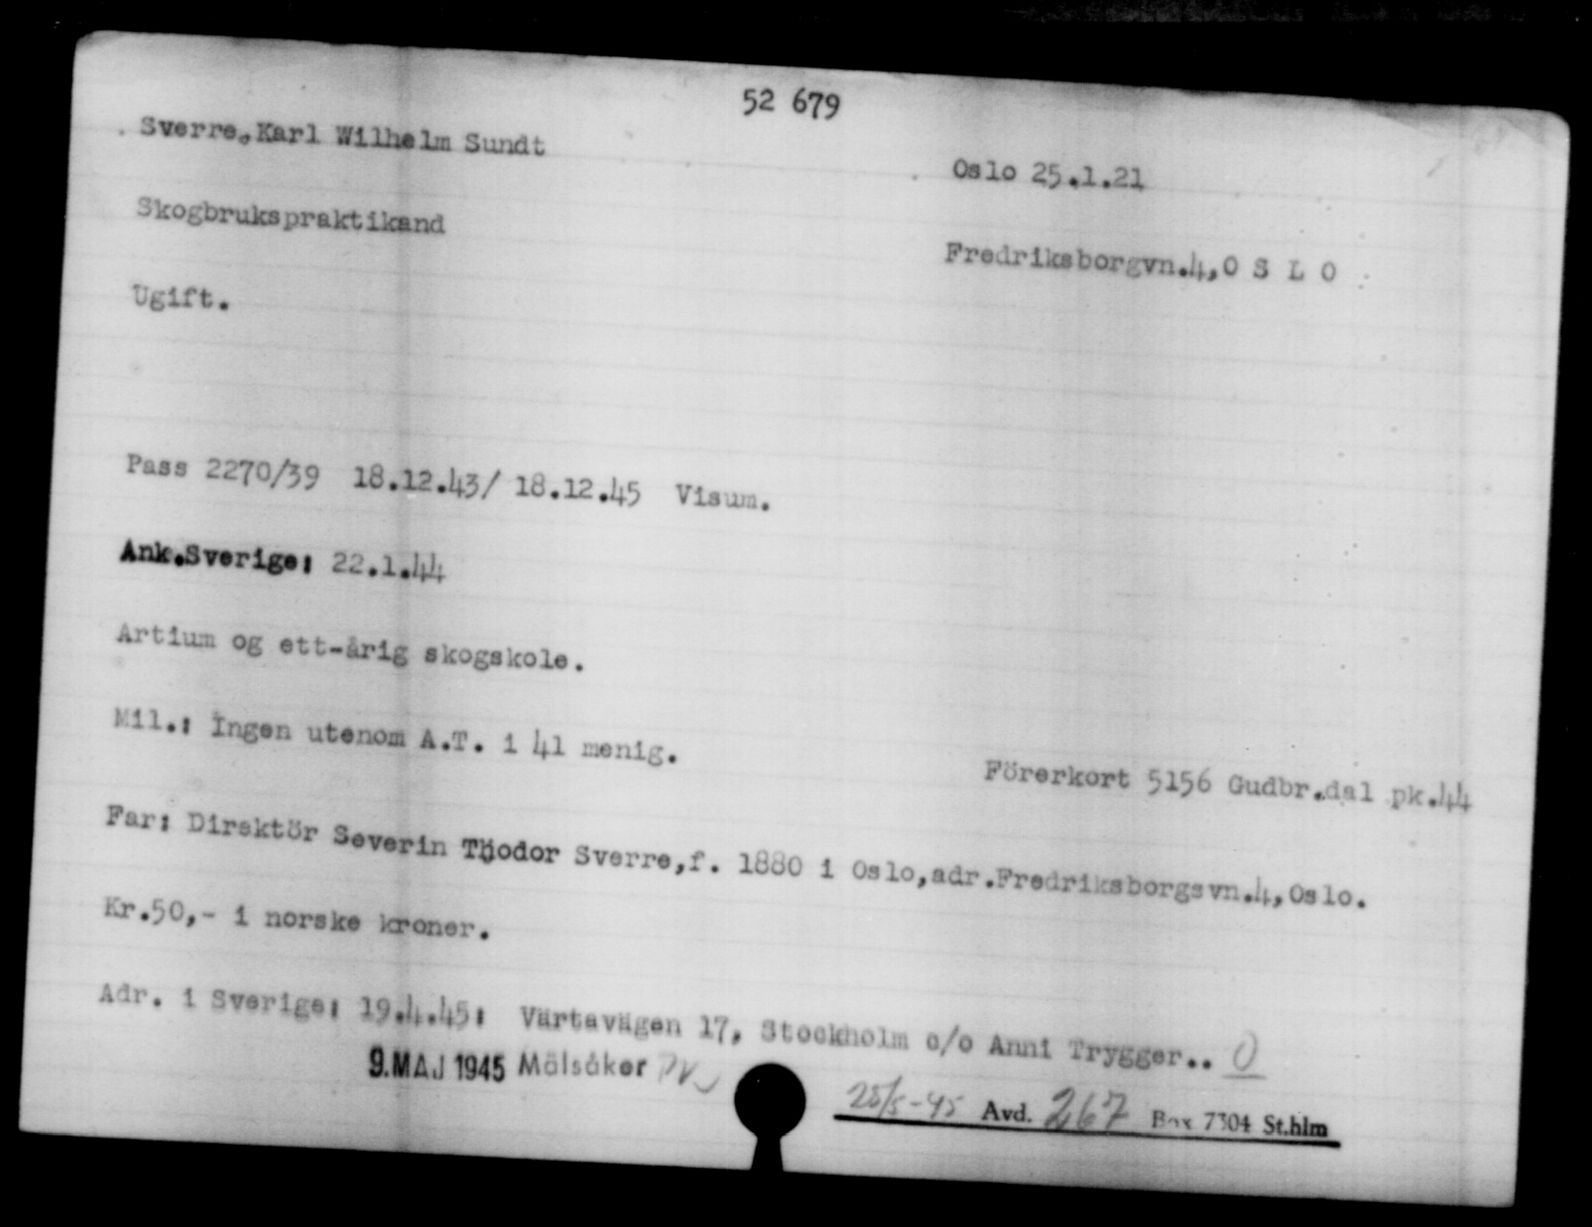 52 679
Sverre, Karl Wilhelm Sundt
Oslo 25.1.21
Skogbrukspraktikand
Fredriksborgvn.4, O S L O
Ugift.
Pass 2270/39 18.12.43/ 18.12.45 Visum.
Ank.Sverige: 22.1.44
Artium og ett-årig skogskole.
Mil.: Ingen utenom A.T. i 41 menig.
Förerkort 5156 Gudbr.dal pk.44
Far: Direktör Severin Thodor Sverre,f. 1880 i Oslo,adr.Fredriksborgsvn.4,Oslo.
Kr.50,- i norske kroner.
Adr. i Sverige: 19.4.45: Värtavägen 17, Stockholm c/o Anni Trygger.. O
9.MAJ 1945 Mälsåker
25/5-45 Avd. 267 Box 7304 St.hlm